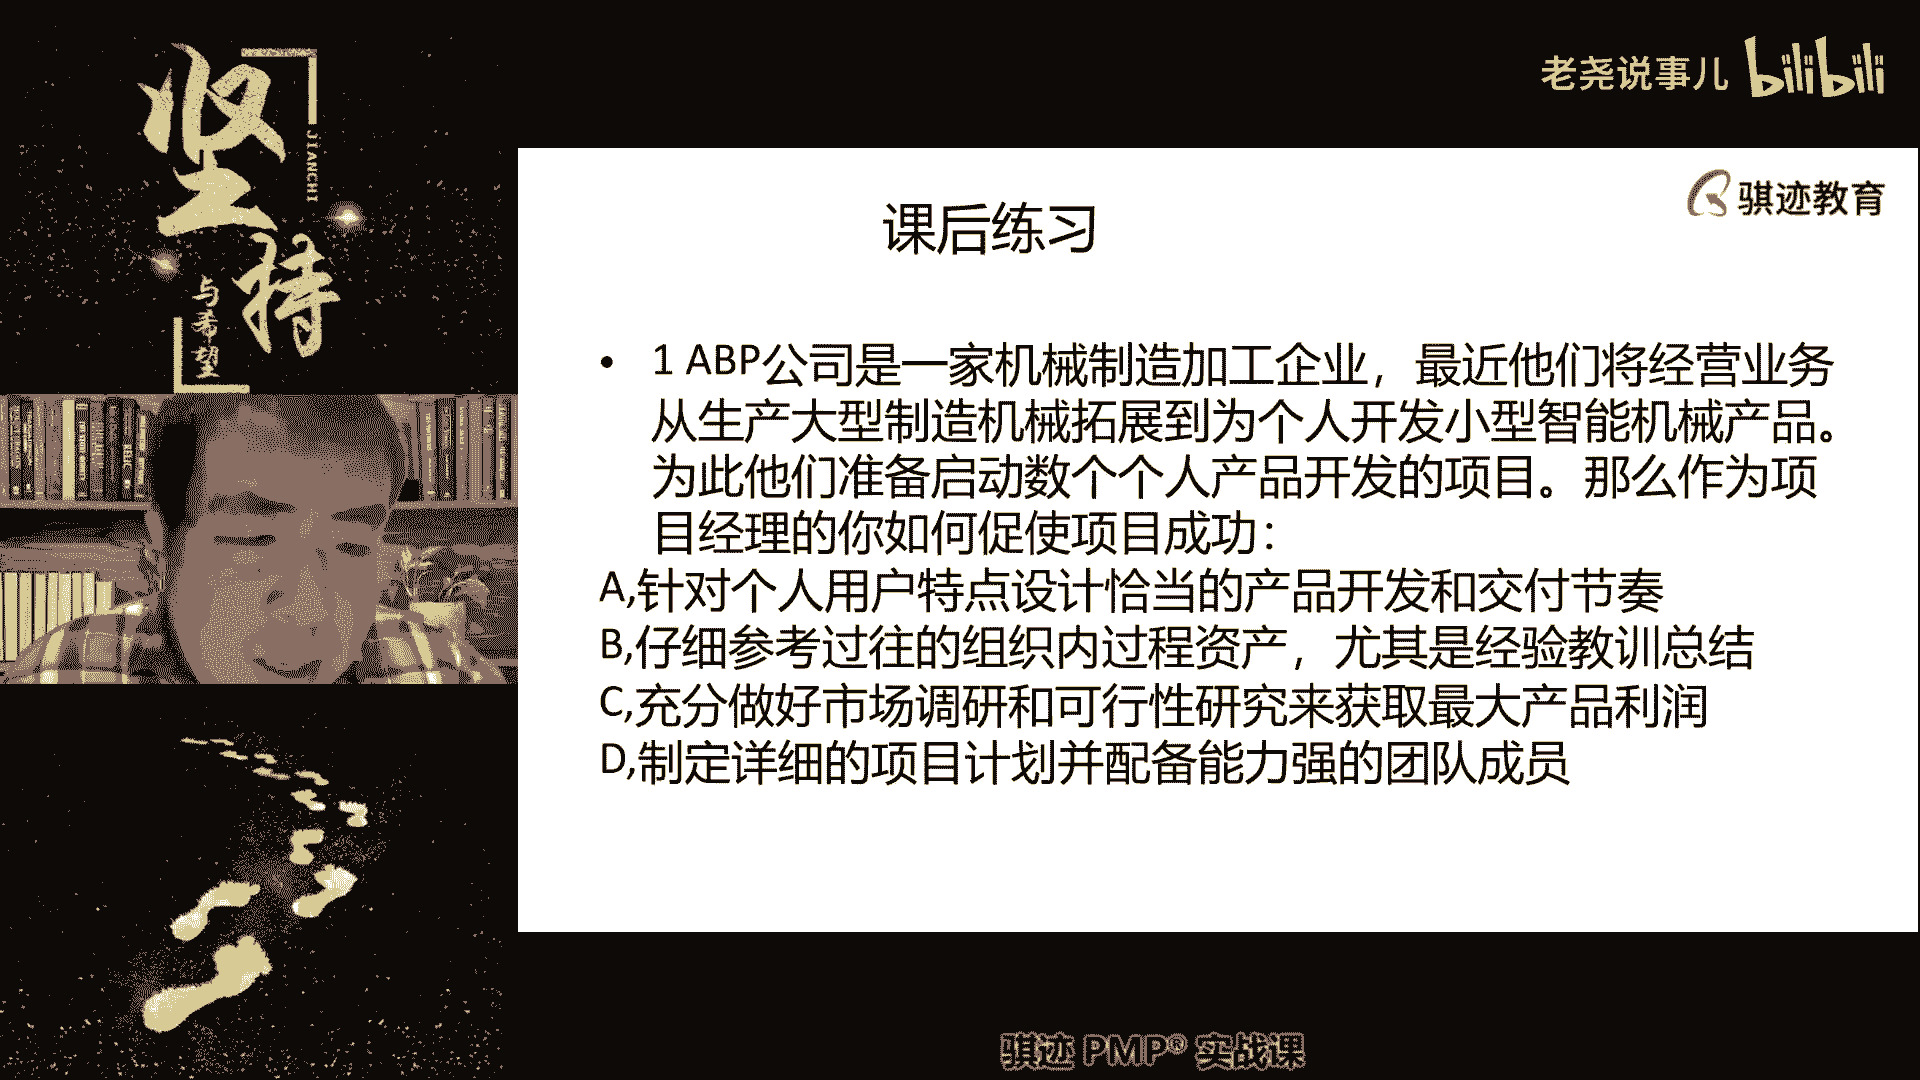 坚持
JIANCHI
与希望
老尧说事儿 bilibili
骐迹教育
课后练习
• 1 ABP公司是一家机械制造加工企业，最近他们将经营业务
从生产大型制造机械拓展到为个人开发小型智能机械产品。
为此他们准备启动数个个人产品开发的项目。那么作为项
目经理的你如何促使项目成功：
A,针对个人用户特点设计恰当的产品开发和交付节奏
B,仔细参考过往的组织内过程资产，尤其是经验教训总结
C,充分做好市场调研和可行性研究来获取最大产品利润
D,制定详细的项目计划并配备能力强的团队成员
骐迹 PMP® 实战课